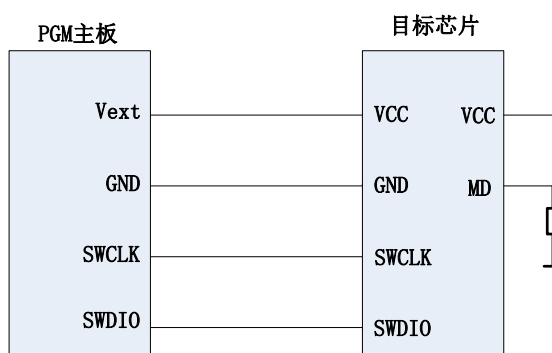 PGM主板
目标芯片
Vext
VCC
VCC
GND
GND
MD
SWCLK
SWCLK
SWDIO
SWDIO